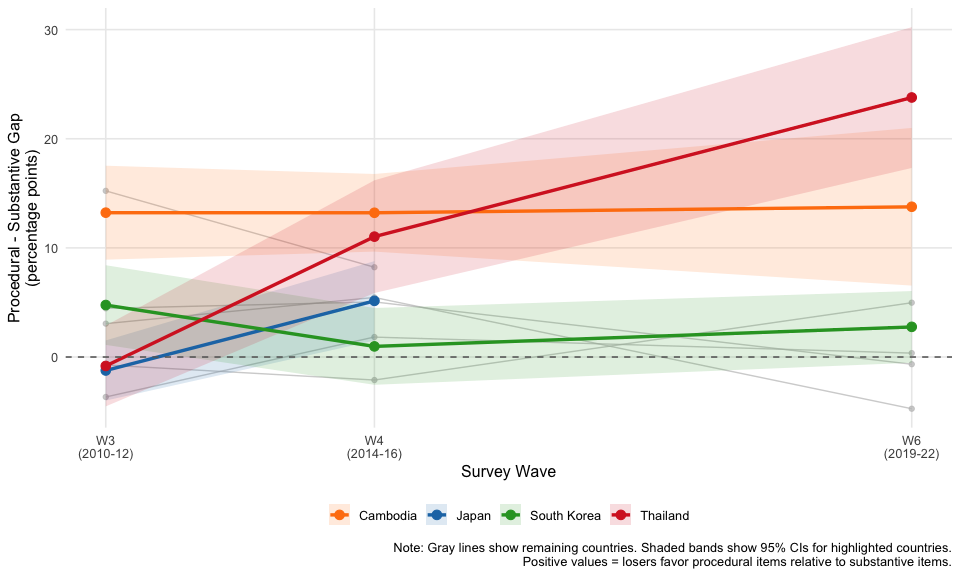 Procedural - Substantive Gap
(percentage points)
30
20
10
0
W3
(2010-12)
W4
(2014-16)
W6
(2019-22)
Survey Wave
Cambodia
Japan
South Korea
Thailand
Note: Gray lines show remaining countries. Shaded bands show 95% CIs for highlighted countries.
Positive values = losers favor procedural items relative to substantive items.